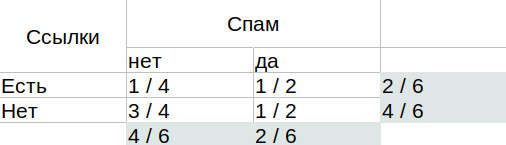 Ссылки Спам
нет да
Есть 1 / 4 1 / 2 2 / 6
Нет 3 / 4 1 / 2 4 / 6
4 / 6 2 / 6